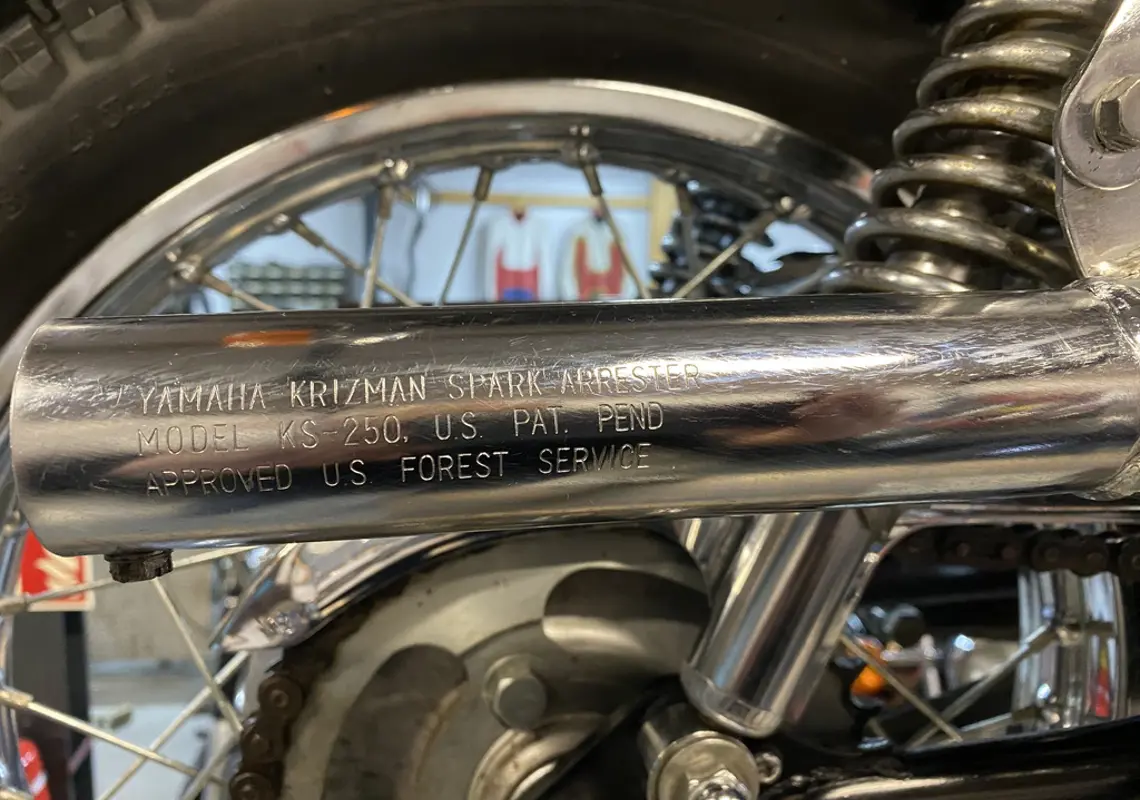 YAMAHA KRIZMAN SPARK ARRESTER
MODEL KS-250, U.S. PAT. PEND
APPROVED U.S. FOREST SERVICE